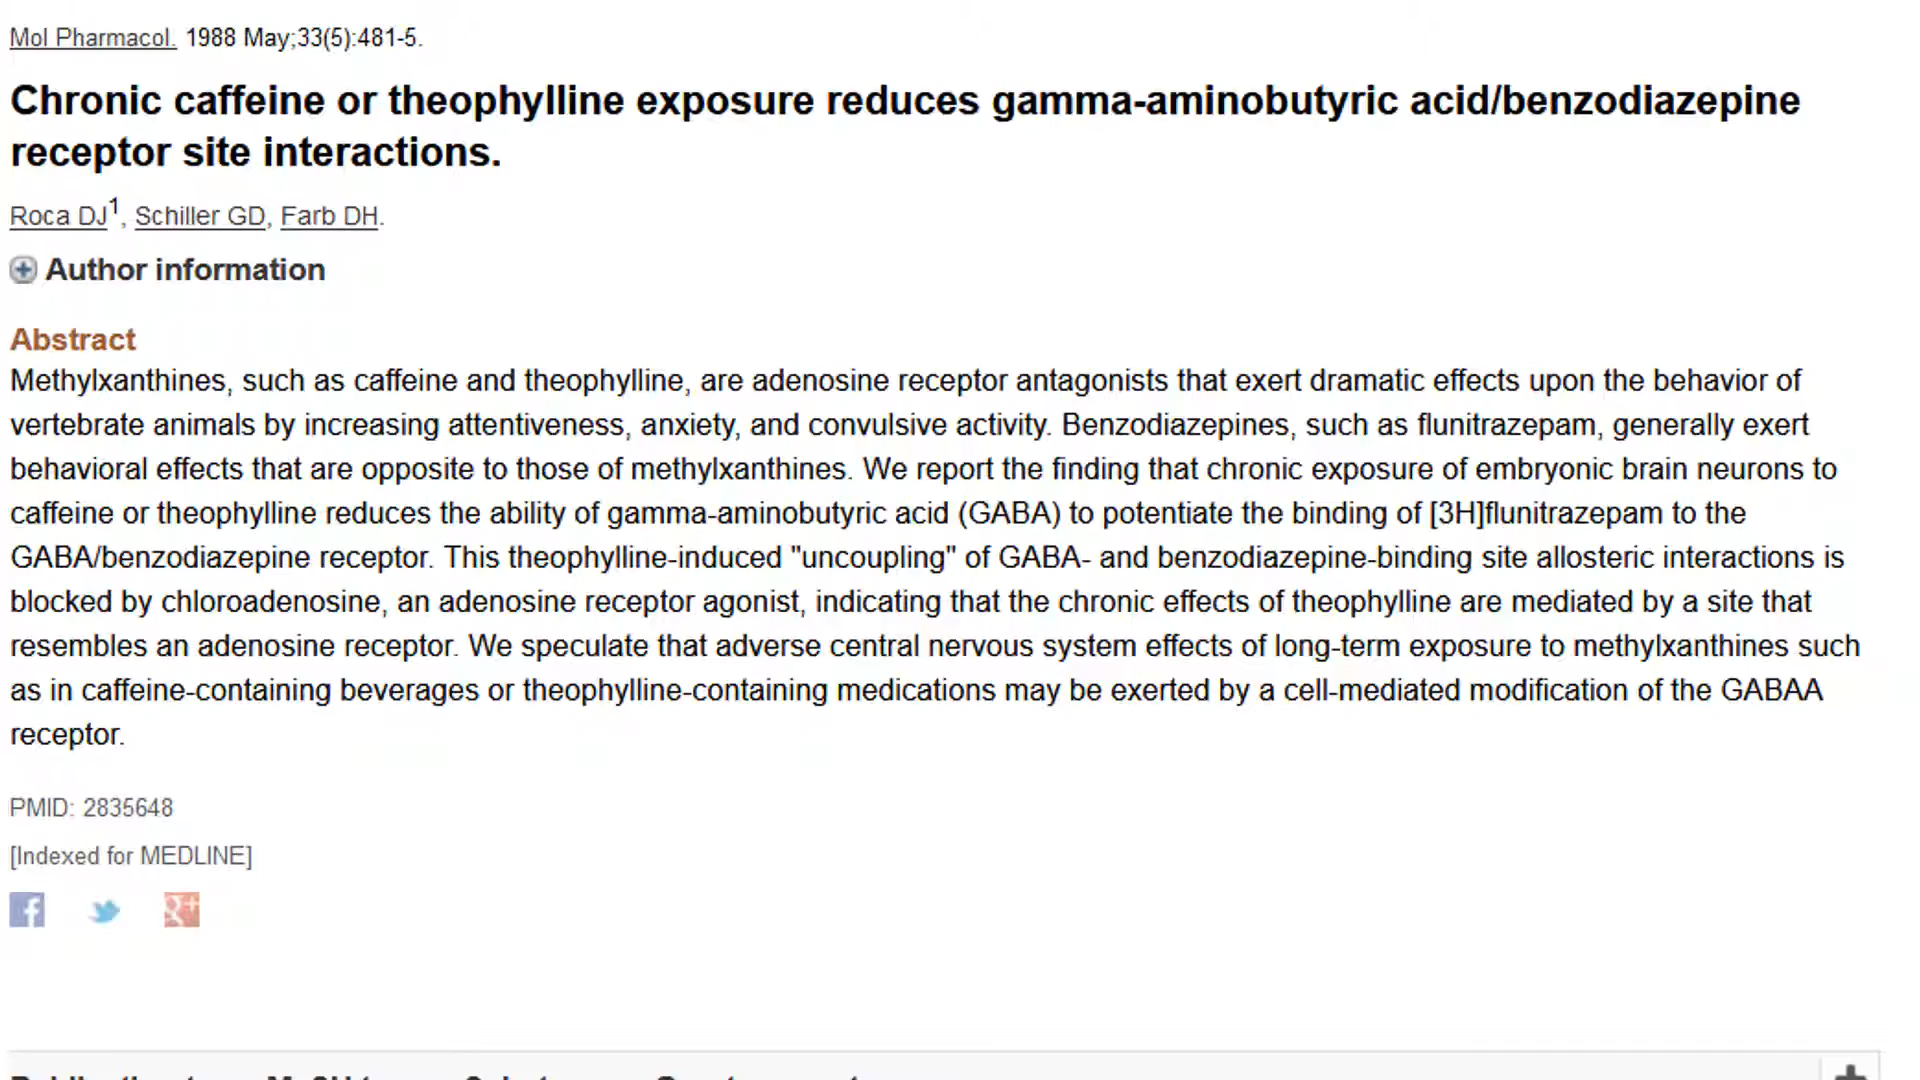 Mol Pharmacol. 1988 May;33(5):481-5.
Chronic caffeine or theophylline exposure reduces gamma-aminobutyric acid/benzodiazepine
receptor site interactions.
Roca DJ1, Schiller GD, Farb DH.
Author information
Abstract
Methylxanthines, such as caffeine and theophylline, are adenosine receptor antagonists that exert dramatic effects upon the behavior of
vertebrate animals by increasing attentiveness, anxiety, and convulsive activity. Benzodiazepines, such as flunitrazepam, generally exert
behavioral effects that are opposite to those of methylxanthines. We report the finding that chronic exposure of embryonic brain neurons to
caffeine or theophylline reduces the ability of gamma-aminobutyric acid (GABA) to potentiate the binding of [3H]flunitrazepam to the
GABA/benzodiazepine receptor. This theophylline-induced "uncoupling" of GABA- and benzodiazepine-binding site allosteric interactions is
blocked by chloroadenosine, an adenosine receptor agonist, indicating that the chronic effects of theophylline are mediated by a site that
resembles an adenosine receptor. We speculate that adverse central nervous system effects of long-term exposure to methylxanthines such
as in caffeine-containing beverages or theophylline-containing medications may be exerted by a cell-mediated modification of the GABAA
receptor.
PMID: 2835648
[Indexed for MEDLINE]